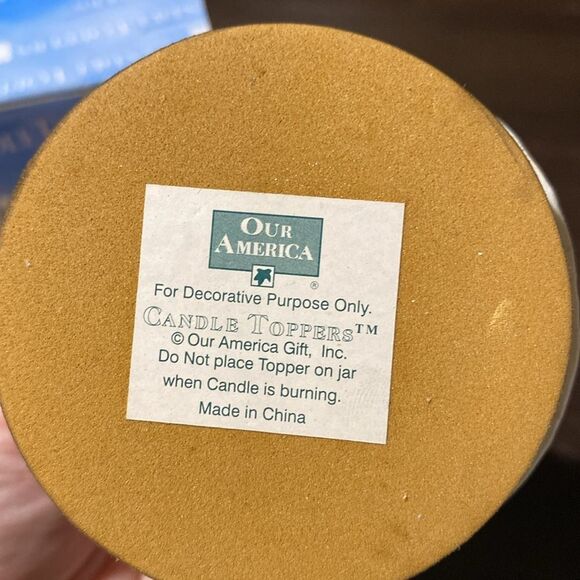 OUR
AMERICA
®
For Decorative Purpose Only.
CANDLE TOPPERS™
© Our America Gift, Inc.
Do Not place Topper on jar
when Candle is burning.
Made in China